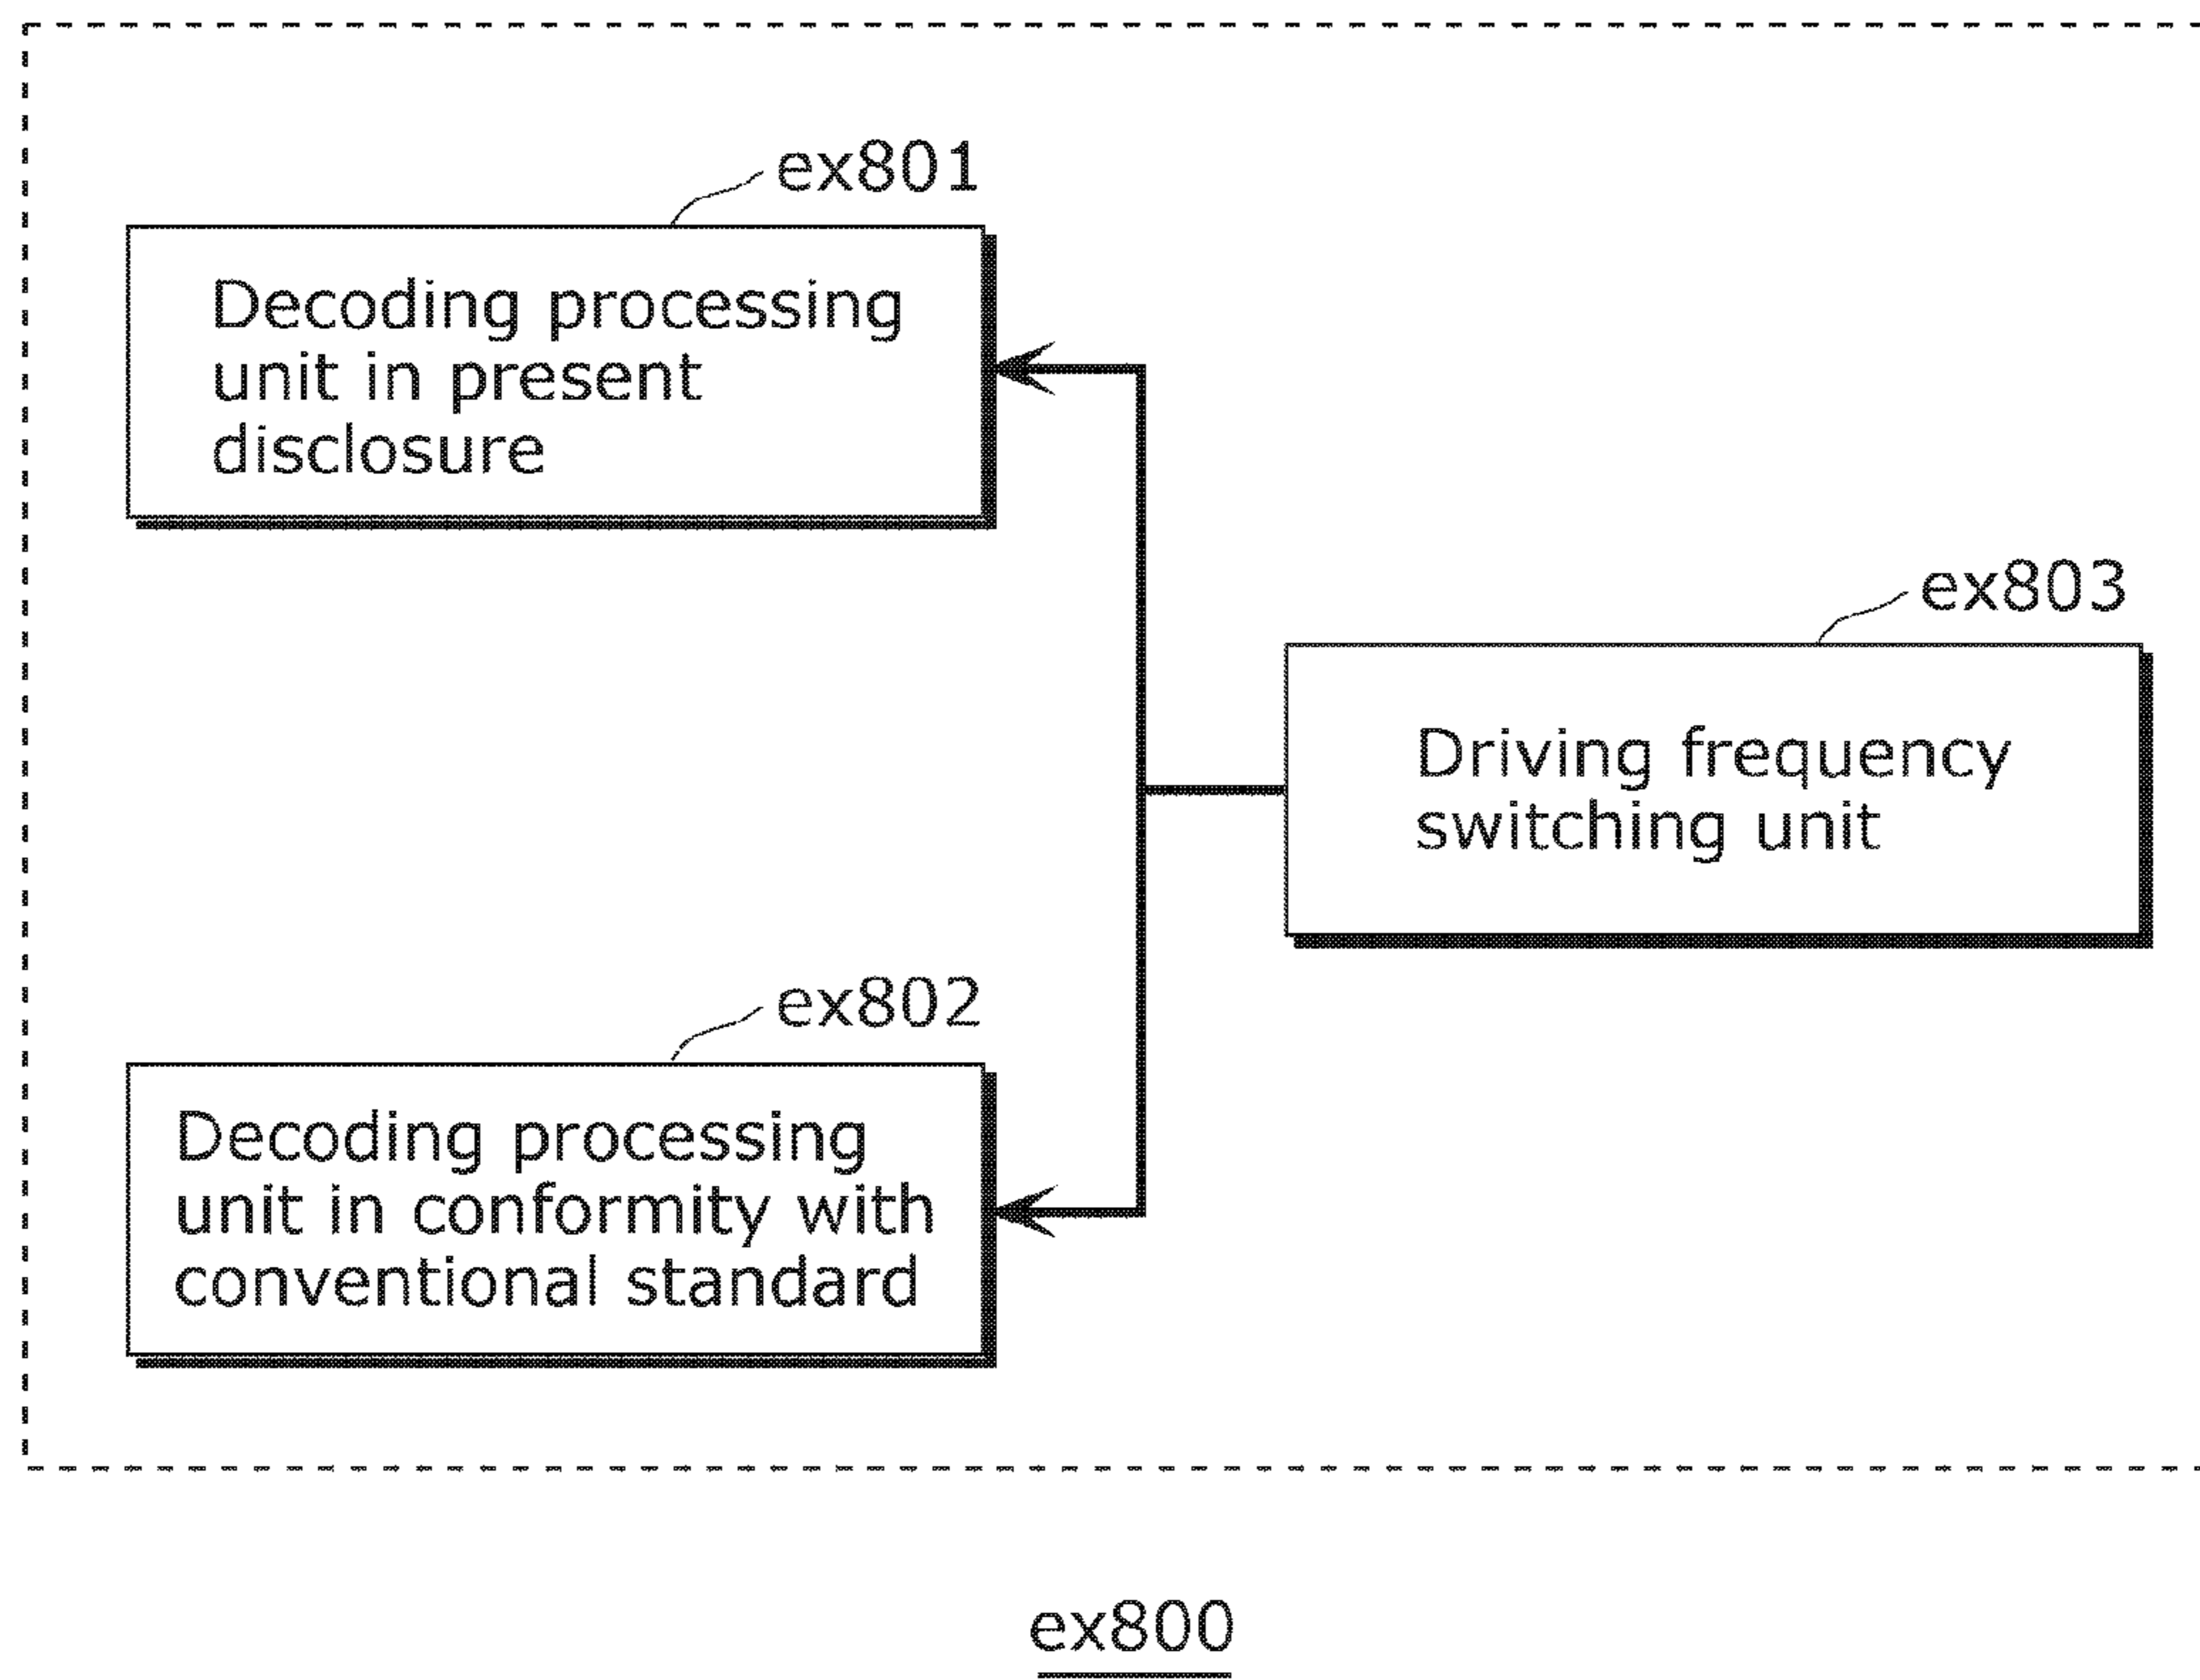 ex801
Decoding processing
unit in present
disclosure
ex803
Driving frequency
switching unit
ex802
Decoding processing
unit in conformity with
conventional standard
ex800